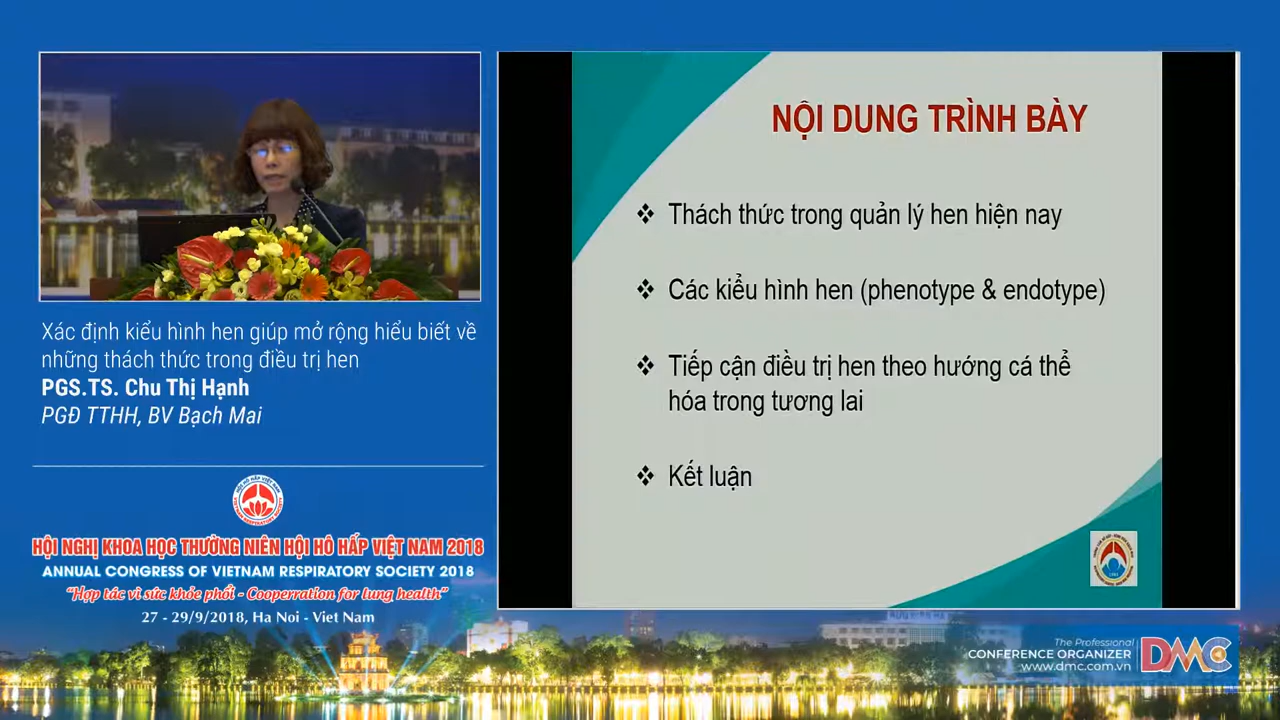 Xác định kiểu hình hen giúp mở rộng hiểu biết về
những thách thức trong điều trị hen
PGS.TS. Chu Thị Hạnh
PGĐ TTHH, BV Bạch Mai
HỘI NGHỊ KHOA HỌC THƯỜNG NIÊN HỘI HÔ HẤP VIỆT NAM 2018
ANNUAL CONGRESS OF VIETNAM RESPIRATORY SOCIETY 2018
"Hợp tác vì sức khỏe phổi - Cooperration for lung health"
27 - 29/9/2018, Ha Noi - Viet Nam
NỘI DUNG TRÌNH BÀY
❖ Thách thức trong quản lý hen hiện nay
❖ Các kiểu hình hen (phenotype & endotype)
❖ Tiếp cận điều trị hen theo hướng cá thể
hóa trong tương lai
❖ Kết luận
The Professional
CONFERENCE ORGANIZER
www.dmc.com.vn
DMC